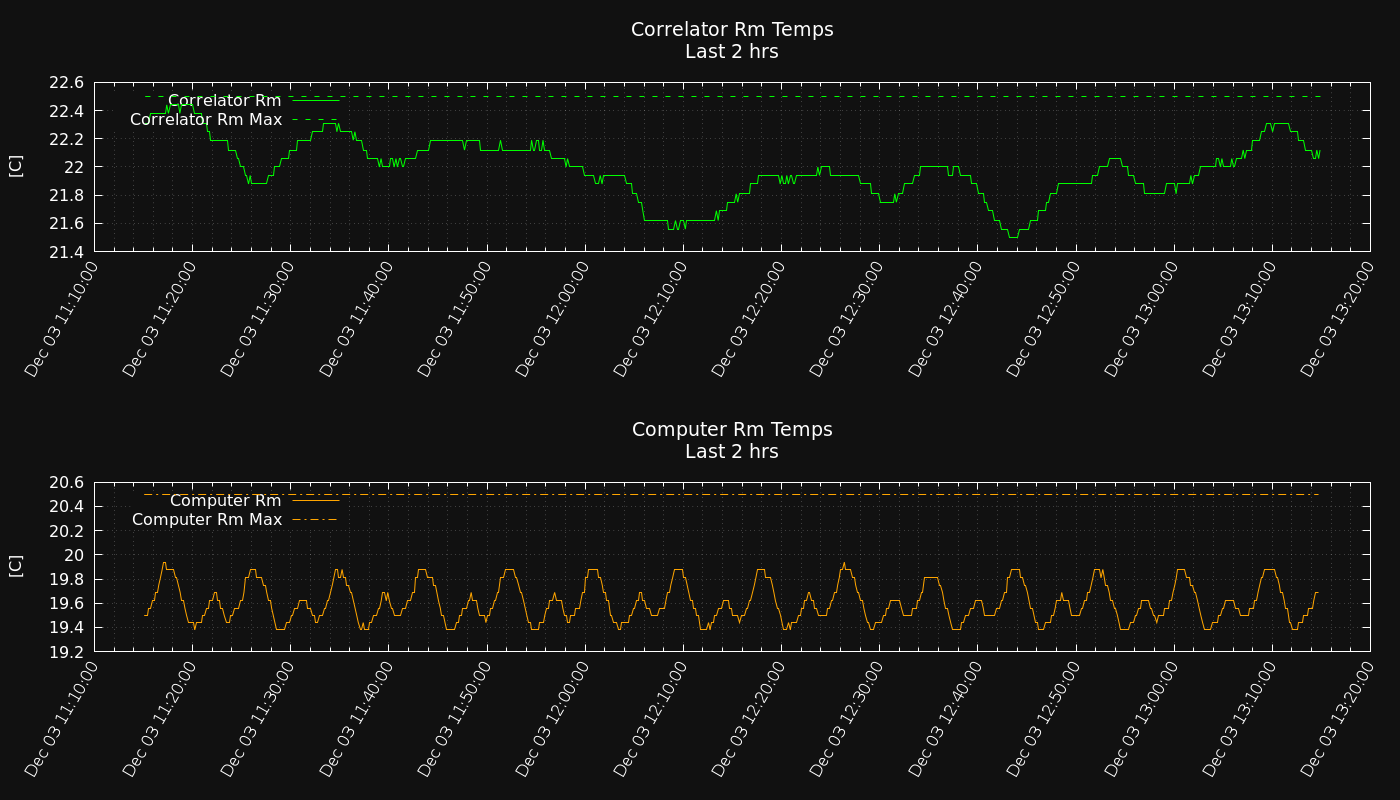 Correlator Rm Temps
Last 2 hrs
[C]
22.6
22.4
22.2
22
21.8
21.6
21.4
Correlator Rm
Correlator Rm Max
Dec 03 11:10:00
Dec 03 11:20:00
Dec 03 11:30:00
Dec 03 11:40:00
Dec 03 11:50:00
Dec 03 12:00:00
Dec 03 12:10:00
Dec 03 12:20:00
Dec 03 12:30:00
Dec 03 12:40:00
Dec 03 12:50:00
Dec 03 13:00:00
Dec 03 13:10:00
Dec 03 13:20:00
Computer Rm Temps
Last 2 hrs
[C]
20.6
20.4
20.2
20
19.8
19.6
19.4
19.2
Computer Rm
Computer Rm Max
Dec 03 11:10:00
Dec 03 11:20:00
Dec 03 11:30:00
Dec 03 11:40:00
Dec 03 11:50:00
Dec 03 12:00:00
Dec 03 12:10:00
Dec 03 12:20:00
Dec 03 12:30:00
Dec 03 12:40:00
Dec 03 12:50:00
Dec 03 13:00:00
Dec 03 13:10:00
Dec 03 13:20:00